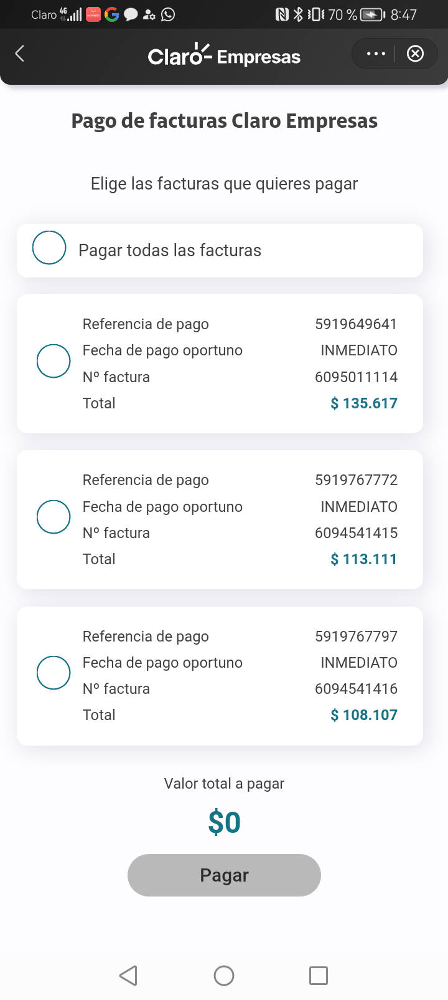 Claro 4G HUAWEI 70 % 8:47
Claro- Empresas
Pago de facturas Claro Empresas
Elige las facturas que quieres pagar
Pagar todas las facturas
Referencia de pago 5919649641
Fecha de pago oportuno INMEDIATO
Nº factura 6095011114
Total $ 135.617
Referencia de pago 5919767772
Fecha de pago oportuno INMEDIATO
Nº factura 6094541415
Total $ 113.111
Referencia de pago 5919767797
Fecha de pago oportuno INMEDIATO
Nº factura 6094541416
Total $ 108.107
Valor total a pagar
$0
Pagar